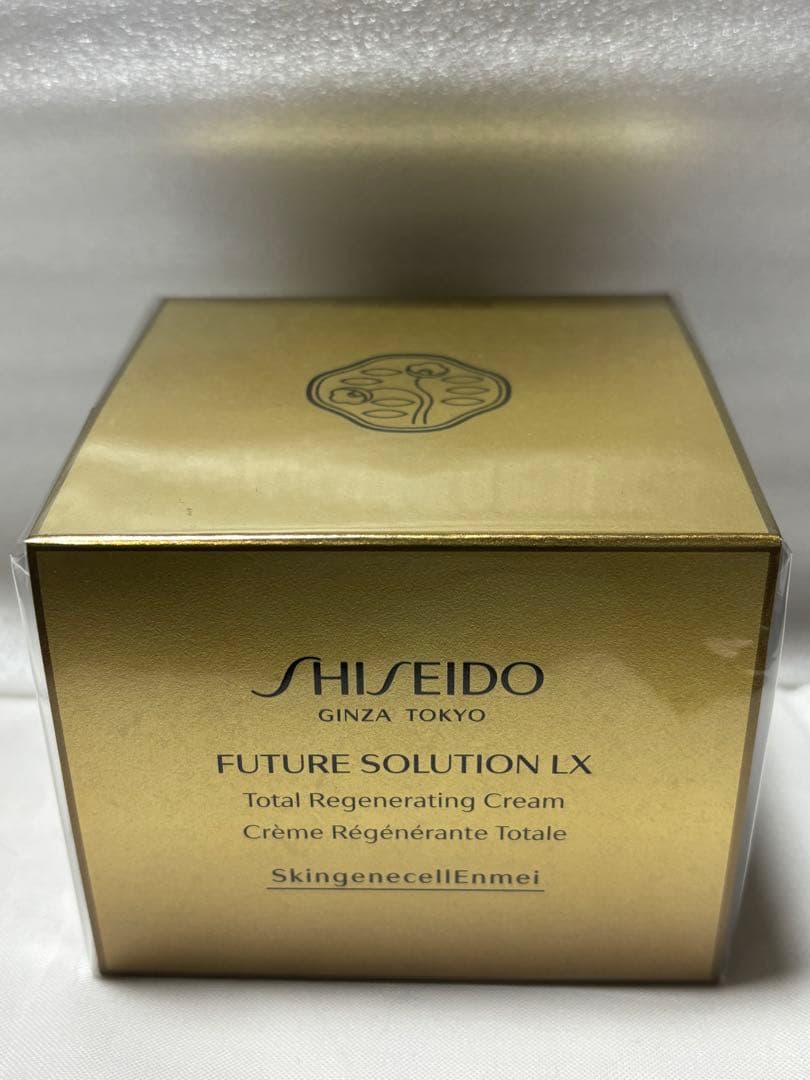 SHISEIDO
GINZA TOKYO
FUTURE SOLUTION LX
Total Regenerating Cream
Crème Régénérante Totale
SkingenecellEnmei